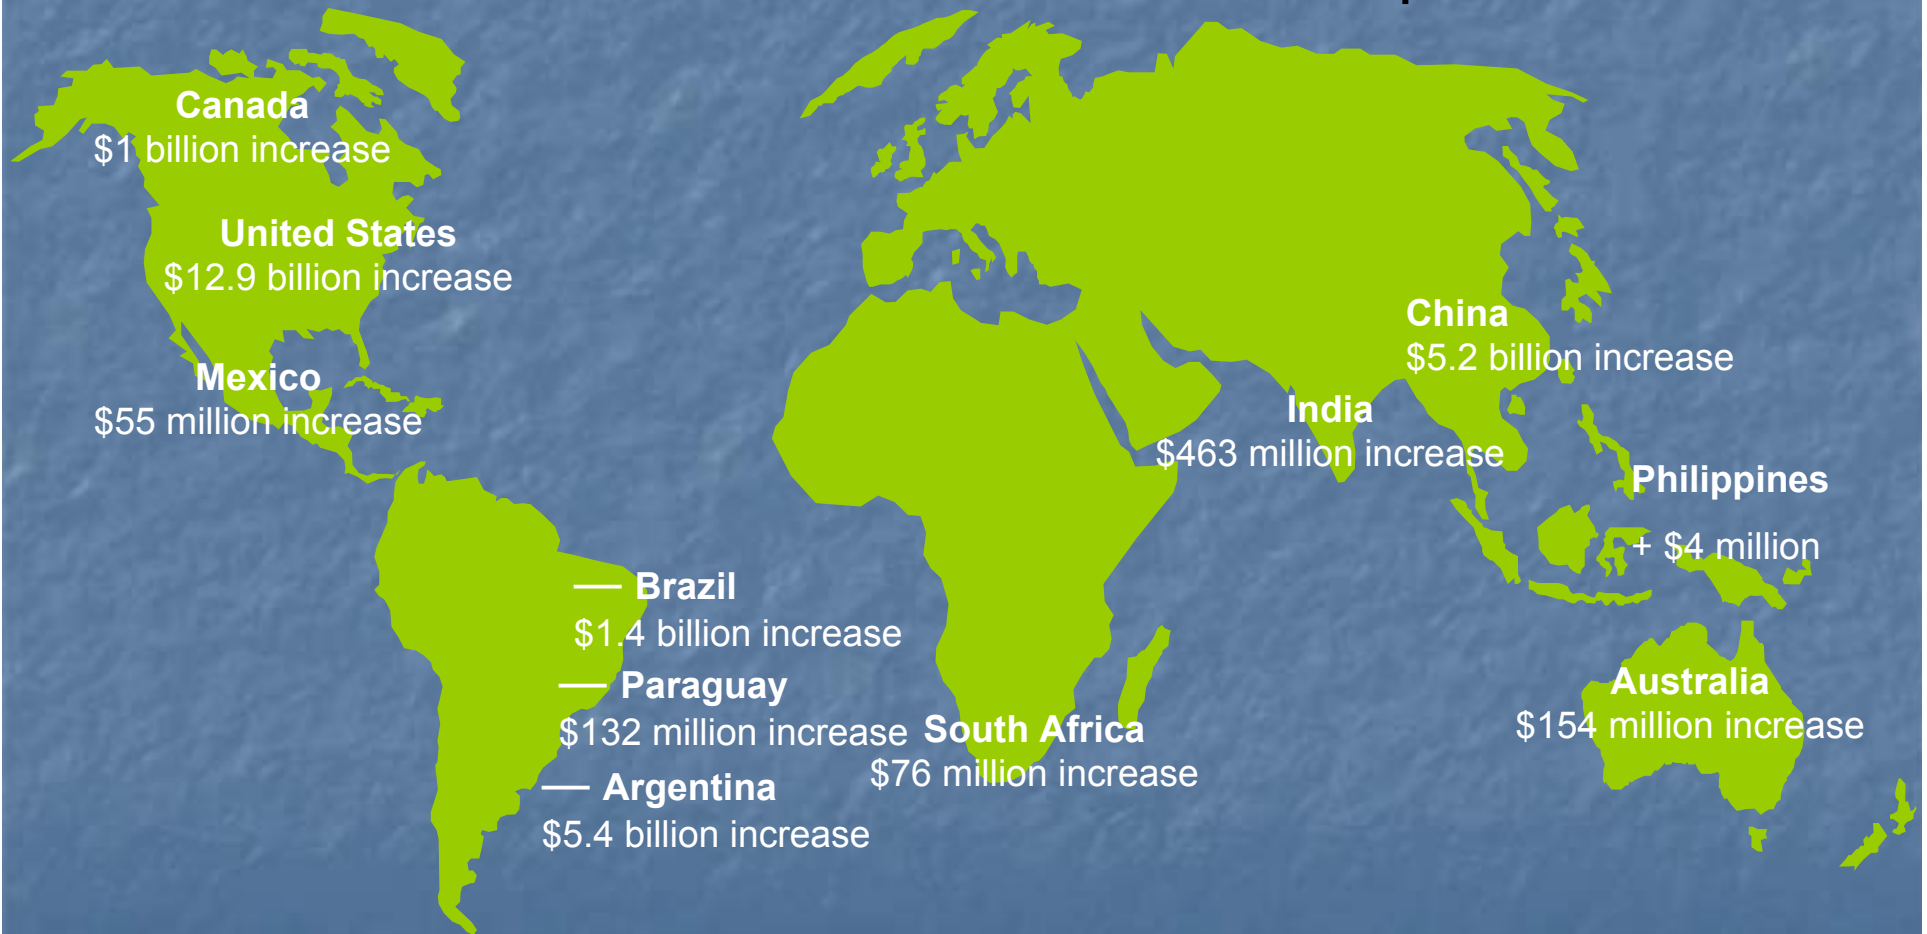 Canada
$1 billion increase
United States
$12.9 billion increase
Mexico
$55 million increase
China
$5.2 billion increase
India
$463 million increase
Philippines
+ $4 million
Brazil
$1.4 billion increase
Paraguay
$132 million increase
Argentina
$5.4 billion increase
South Africa
$76 million increase
Australia
$154 million increase